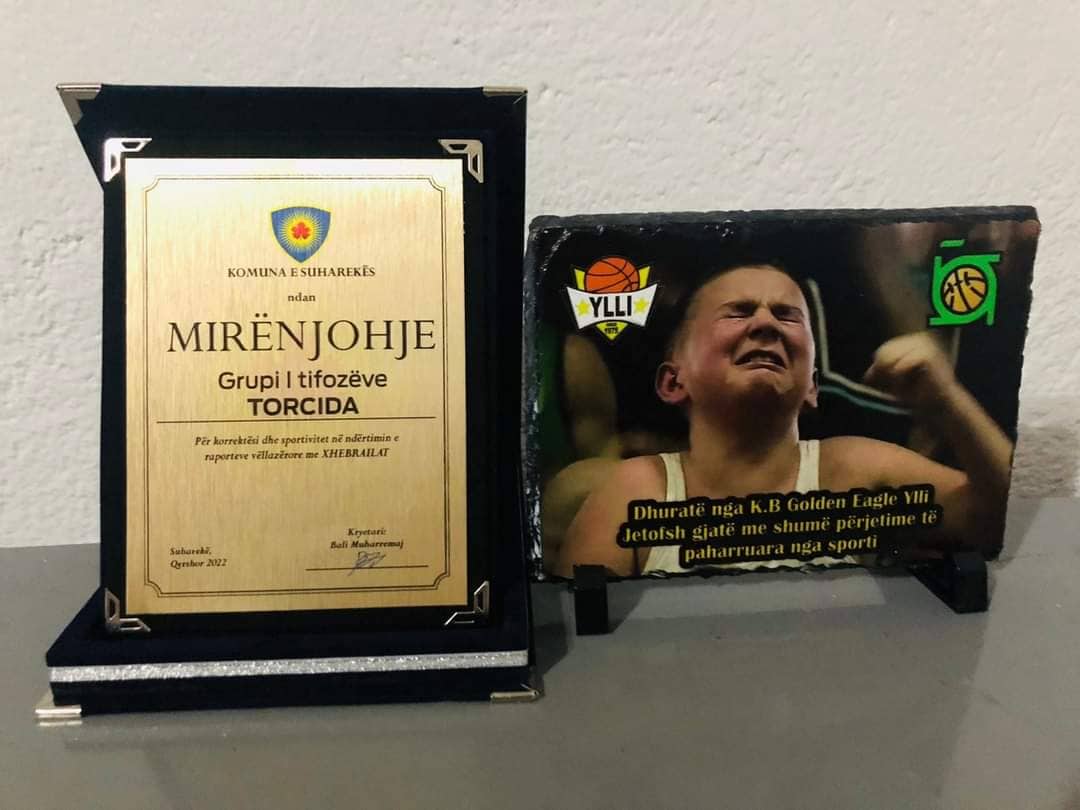 KOMUNA E SUHAREKËS
ndan
MIRËNJOHJE
Grupi I tifozëve
TORCIDA
Për korrektësi dhe sportivitet në ndërtimin e
raporteve vëllazërore me XHEBRAILAT
Kryetari:
Bali Muharremaj
Suharekë,
Qyrshor 2022
YLLI
Dhuratë nga K.B Golden Eagle Ylli
Jetofsh gjatë me shumë përjetime të
paharruara nga sporti